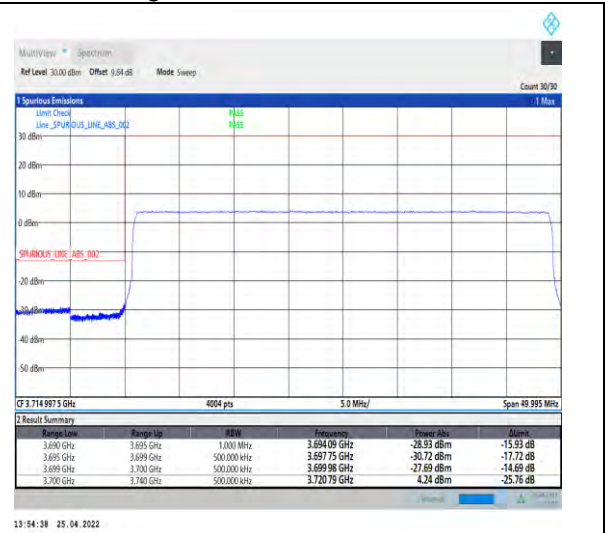 MultiView Spectrum
Ref Level 30.00 dBm Offset 9.84 dB Mode Sweep
Count 30/30
1 Spurious Emissions 1 Max
Limit Check PASS
Line _SPURIOUS_LINE_ABS_002 PASS
30 dBm
20 dBm
10 dBm
0 dBm
_SPURIOUS_LINE_ABS_002
-20 dBm
-30 dBm
-40 dBm
-50 dBm
CF 3.714 997 5 GHz 4004 pts 5.0 MHz/ Span 49.995 MHz
2 Result Summary
Range Low Range Up RBW Frequency Power Abs ΔLimit
3.690 GHz 3.695 GHz 1.000 MHz 3.694 09 GHz -28.93 dBm -15.93 dB
3.695 GHz 3.699 GHz 500.000 kHz 3.697 75 GHz -30.72 dBm -17.72 dB
3.699 GHz 3.700 GHz 500.000 kHz 3.699 98 GHz -27.69 dBm -14.69 dB
3.700 GHz 3.740 GHz 500.000 kHz 3.720 79 GHz 4.24 dBm -25.76 dB
13:54:38 25.04.2022